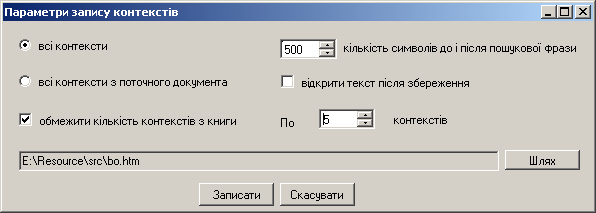 Параметри запису контекстів
всі контексти
500 кількість символів до і після пошукової фрази
всі контексти з поточного документа
відкрити текст після збереження
обмежити кількість контекстів з книги
По 5 контекстів
E:\Resource\src\bo.htm
Шлях
Записати
Скасувати